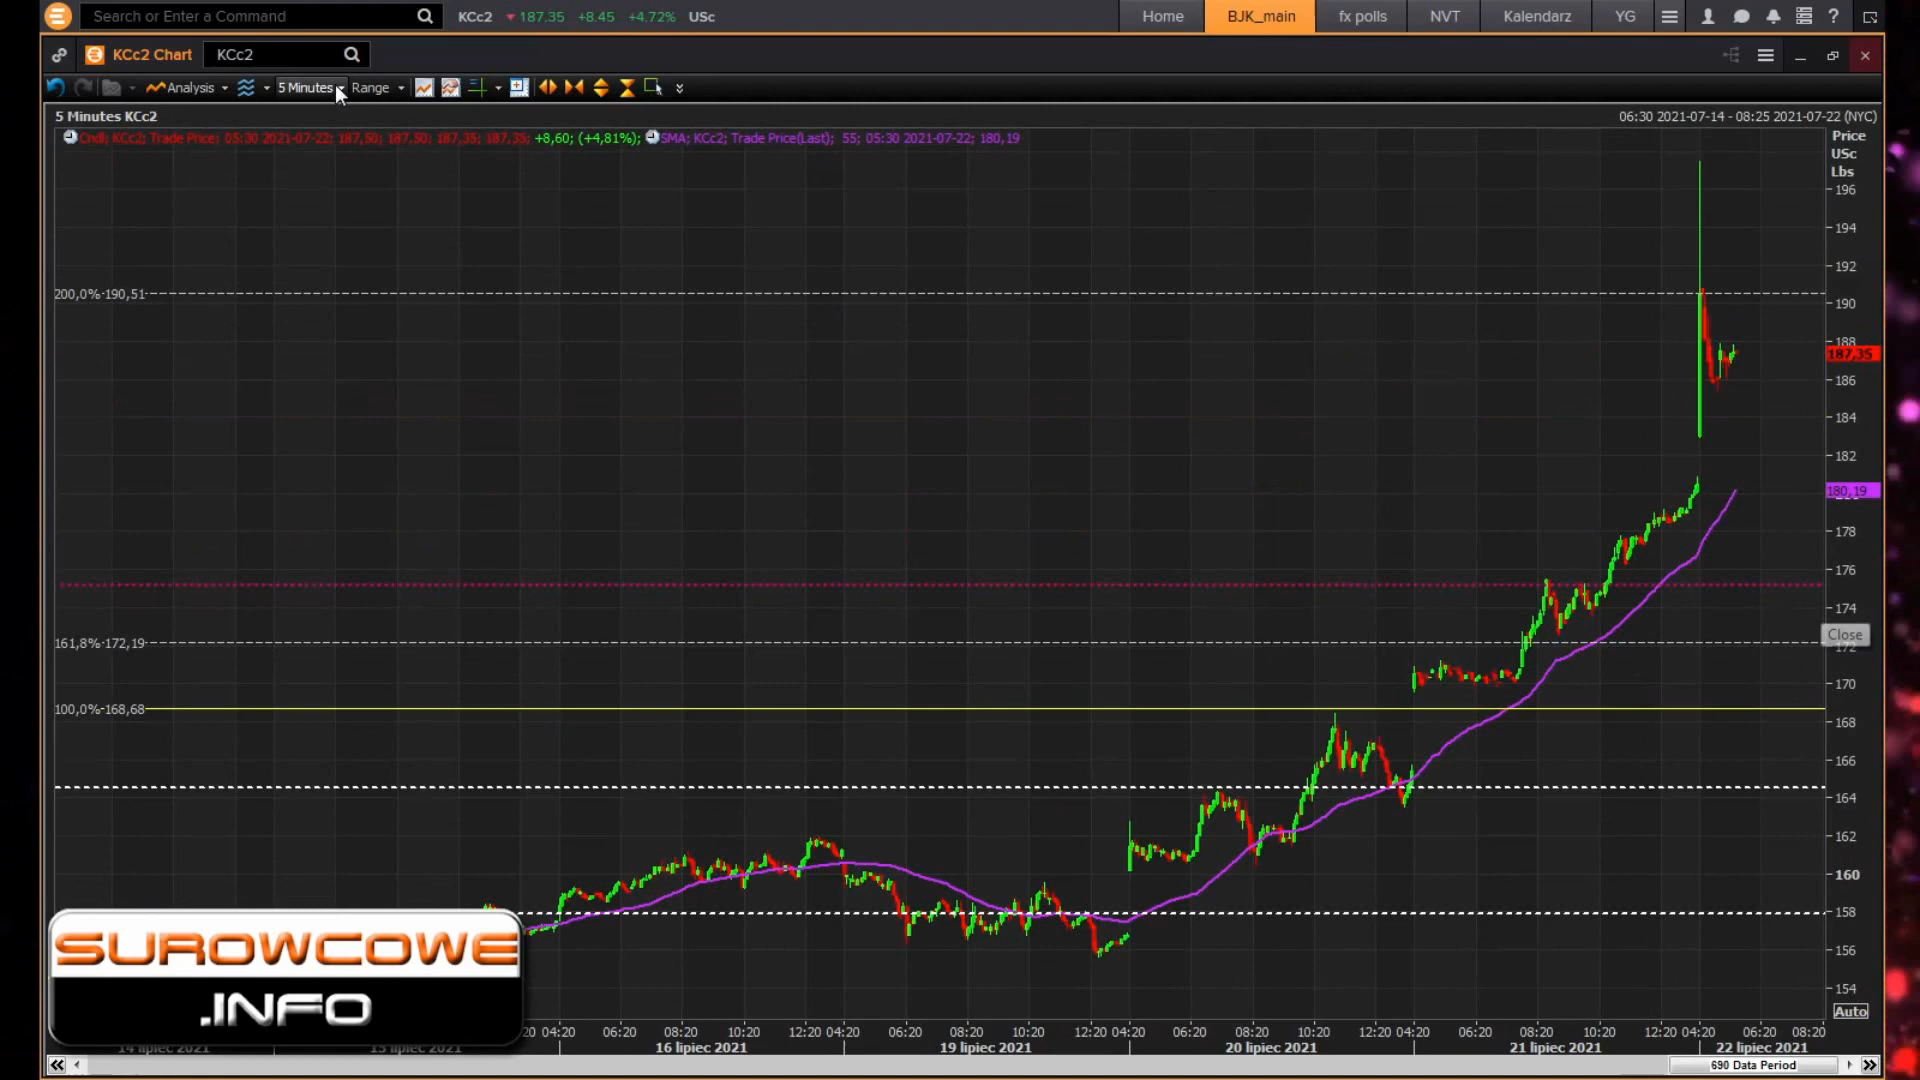 Search or Enter a Command KCc2 187.35 +8.45 +4.72% USc Home BJK_main fx polls NVT Kalendarz YG ?
KCc2 Chart KCc2
Analysis 5 Minutes Range
5 Minutes KCc2 06:30 2021-07-14 - 08:25 2021-07-22 (NYC)
Cndl; KCc2; Trade Price; 05:30 2021-07-22; 187,50; 187,50; 187,35; 187,35; +8,60; (+4,81%); SMA; KCc2; Trade Price(Last); 55; 05:30 2021-07-22; 180,19
Price
USc
Lbs
196
194
192
200,0% 190,51
190
188
187,35
186
184
182
180,19
178
176
174
Close
161,8% 172,19
172
170
100,0% 168,68
168
166
164
162
160
158
156
154
Auto
SUROWCOWE
.INFO
20 04:20 06:20 08:20 10:20 12:20 04:20 06:20 08:20 10:20 12:20 04:20 06:20 08:20 10:20 12:20 04:20 06:20 08:20 10:20 12:20 04:20 06:20 08:20
14 lipiec 2021 15 lipiec 2021 16 lipiec 2021 19 lipiec 2021 20 lipiec 2021 21 lipiec 2021 22 lipiec 2021
690 Data Period